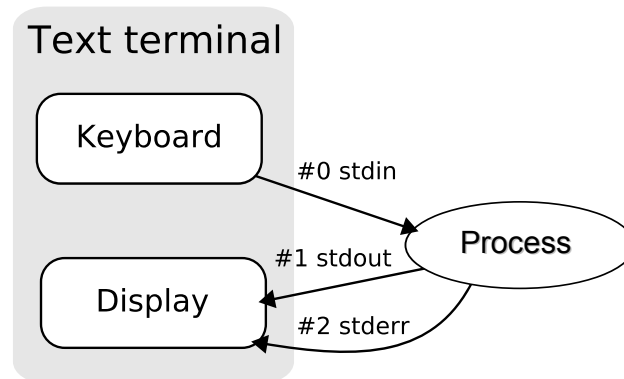 Text terminal
Keyboard
#0 stdin
Process
#1 stdout
Display
#2 stderr